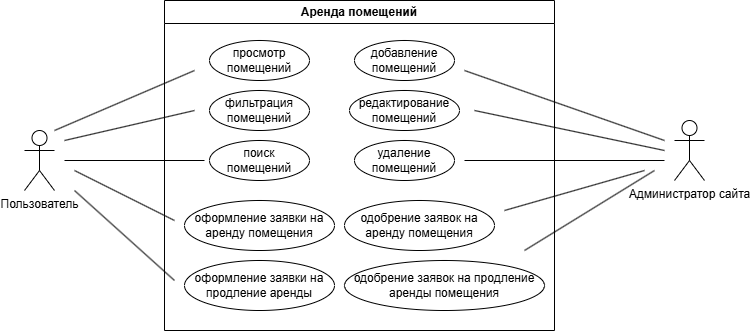 Аренда помещений
просмотр
помещений
добавление
помещений
фильтрация
помещений
редактирование
помещений
поиск
помещений
удаление
помещений
Пользователь
Администратор сайта
оформление заявки на
аренду помещения
одобрение заявок на
аренду помещения
оформление заявки на
продление аренды
одобрение заявок на продление
аренды помещения